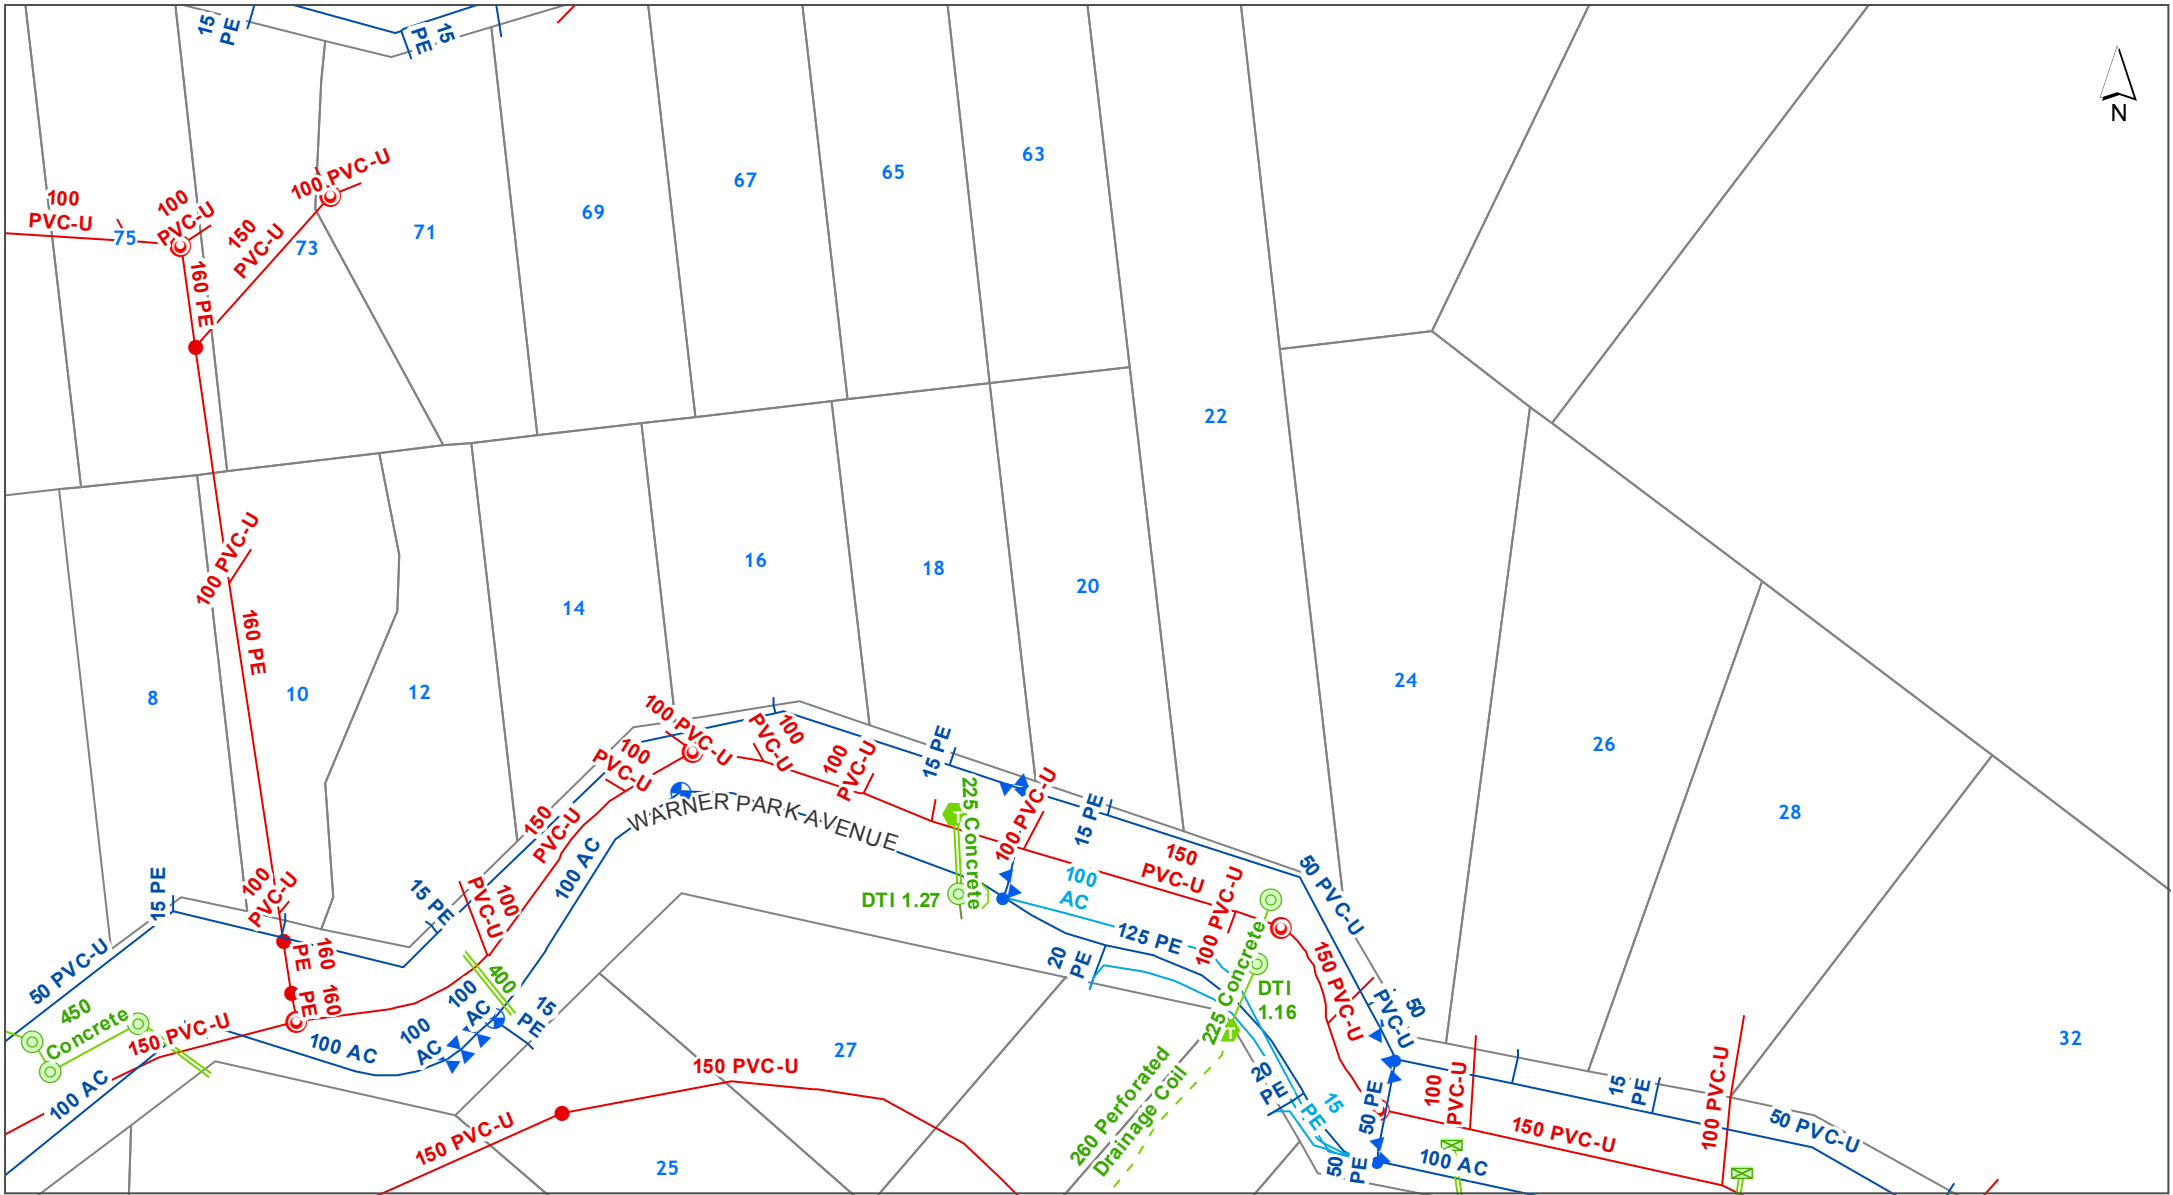 15
PE
15
PE
N
100
PVC-U
75
100
PVC-U
100 PVC-U
150
PVC-U
73
71
69
67
65
63
160 PE
22
100 PVC-U
160 PE
8
10
12
14
16
18
20
24
26
28
32
100 PVC-U
100
PVC-U
100
PVC-U
100
PVC-U
15 PE
150
PVC-U
WARNER PARK AVENUE
225 Concrete
100 PVC-U
15 PE
100 AC
15 PE
100
PVC-U
15 PE
100
PVC-U
DTI 1.27
100
AC
150
PVC-U
50 PVC-U
100 PVC-U
125 PE
20
PE
160
PE
160
PE
50 PVC-U
450
Concrete
150 PVC-U
100 AC
100 AC
100
AC
100
AC
400
15
PE
225 Concrete
DTI
1.16
150 PVC-U
50
PVC-U
27
150 PVC-U
150 PVC-U
25
260 Perforated
Drainage Coil
20
PE
15
PE
50 PE
50
PE
100
PVC-U
100 AC
150 PVC-U
15
PE
100 PVC-U
50 PVC-U